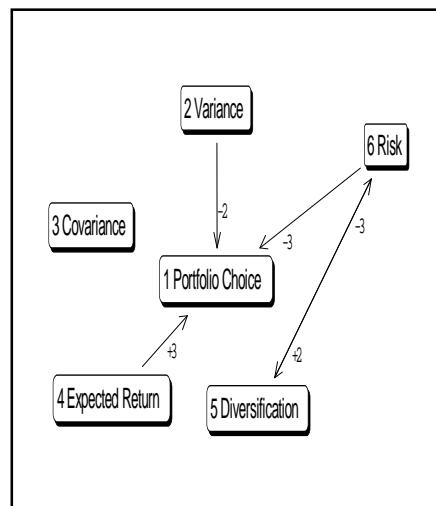 2 Variance
6 Risk
-3
-2
3 Covariance
-3
1 Portfolio Choice
+3
+2
4 Expected Return
5 Diversification